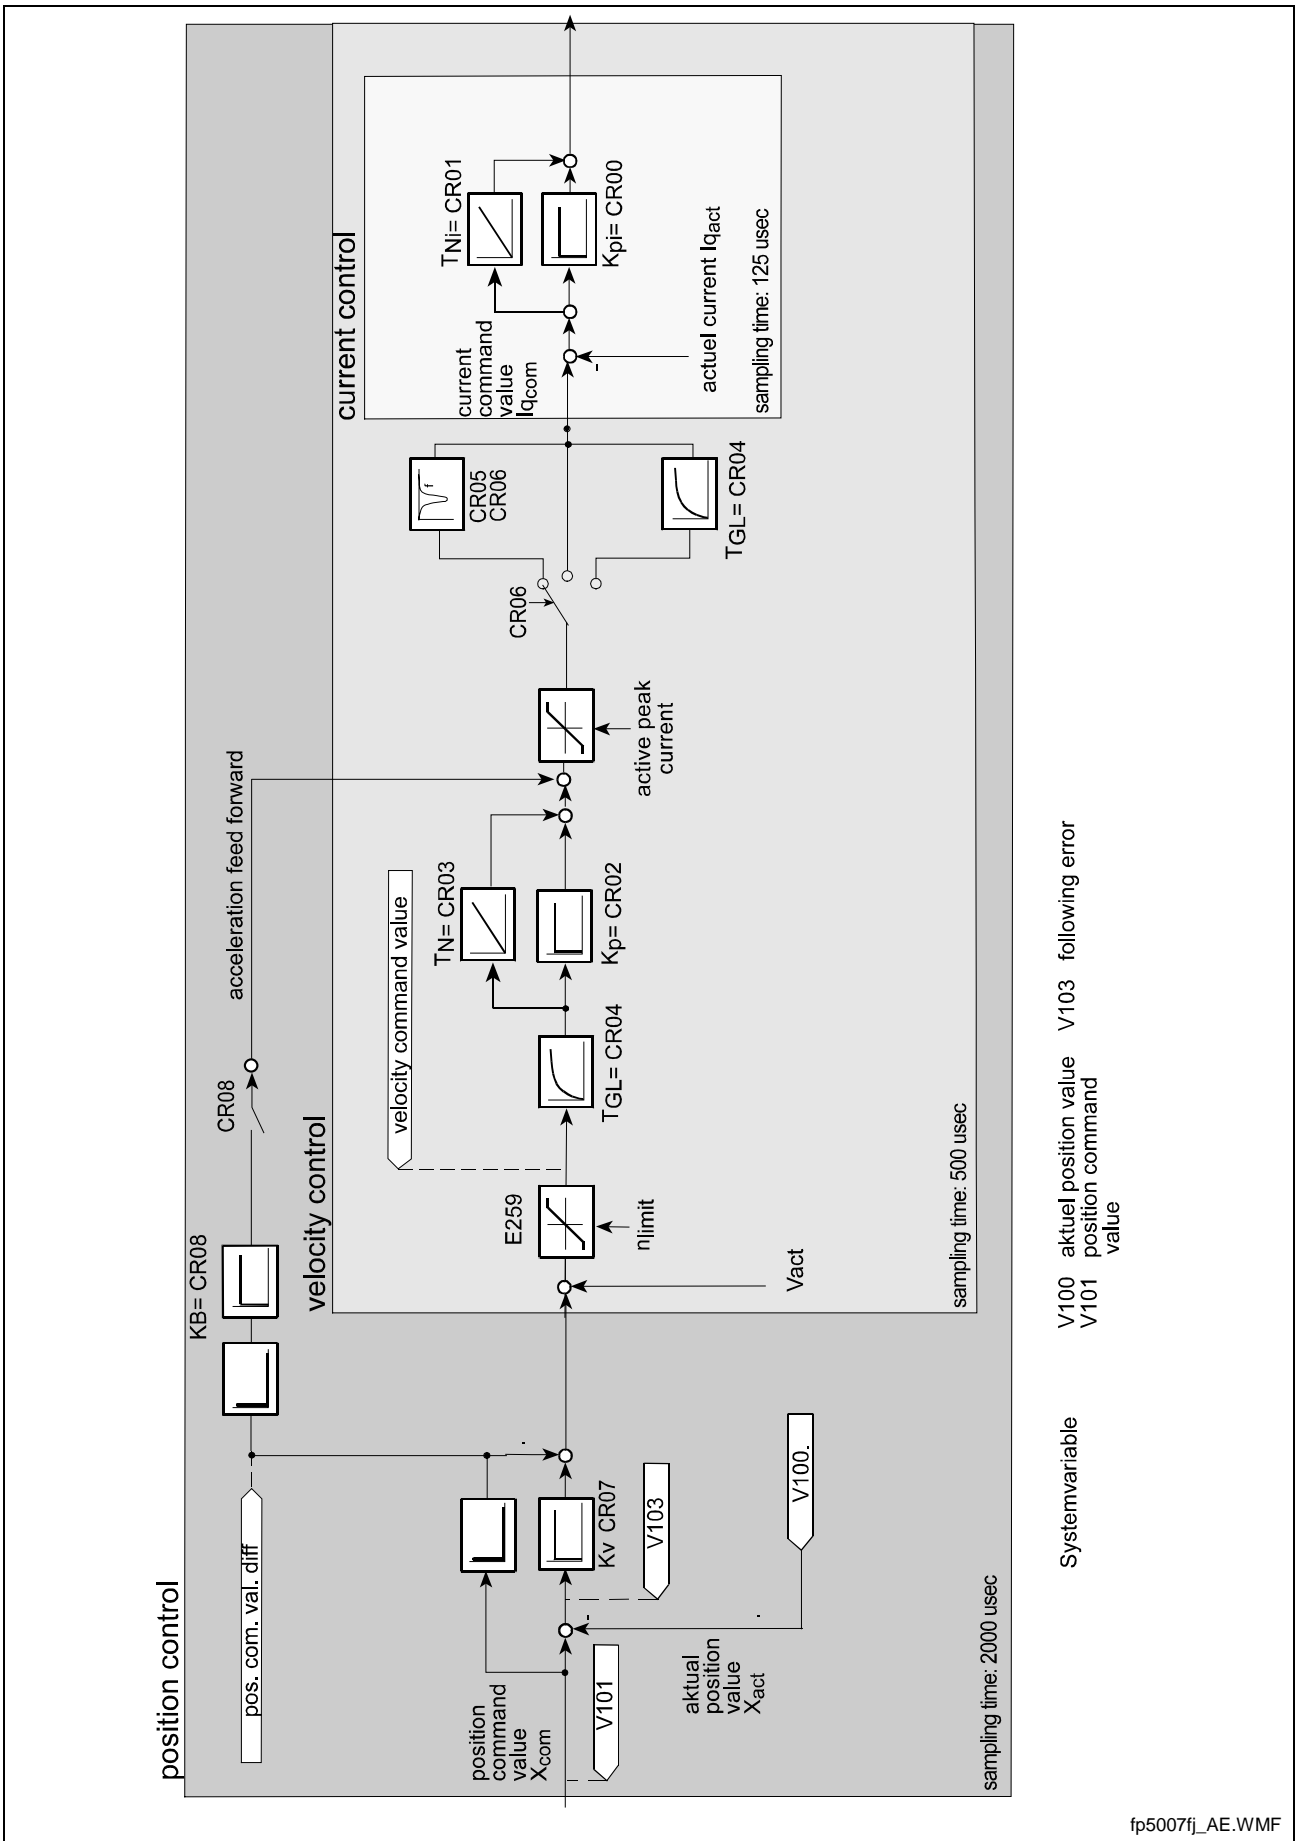 position control
pos. com. val. diff
position
command
value
Xcom
V101
aktual
position
value
Xact
V103
V100.
Kv CR07
sampling time: 2000 usec
KB= CR08
CR08
acceleration feed forward
velocity control
E259
nlimit
Vact
velocity command value
TGL= CR04
TN= CR03
Kp= CR02
active peak
current
CR06
f
CR05
CR06
TGL= CR04
sampling time: 500 usec
current control
current
command
value
Iqcom
TNi= CR01
Kpi= CR00
actuel current Iqact
sampling time: 125 usec
Systemvariable
V100 aktuel position value
V101 position command
value
V103 following error
fp5007fj_AE.WMF